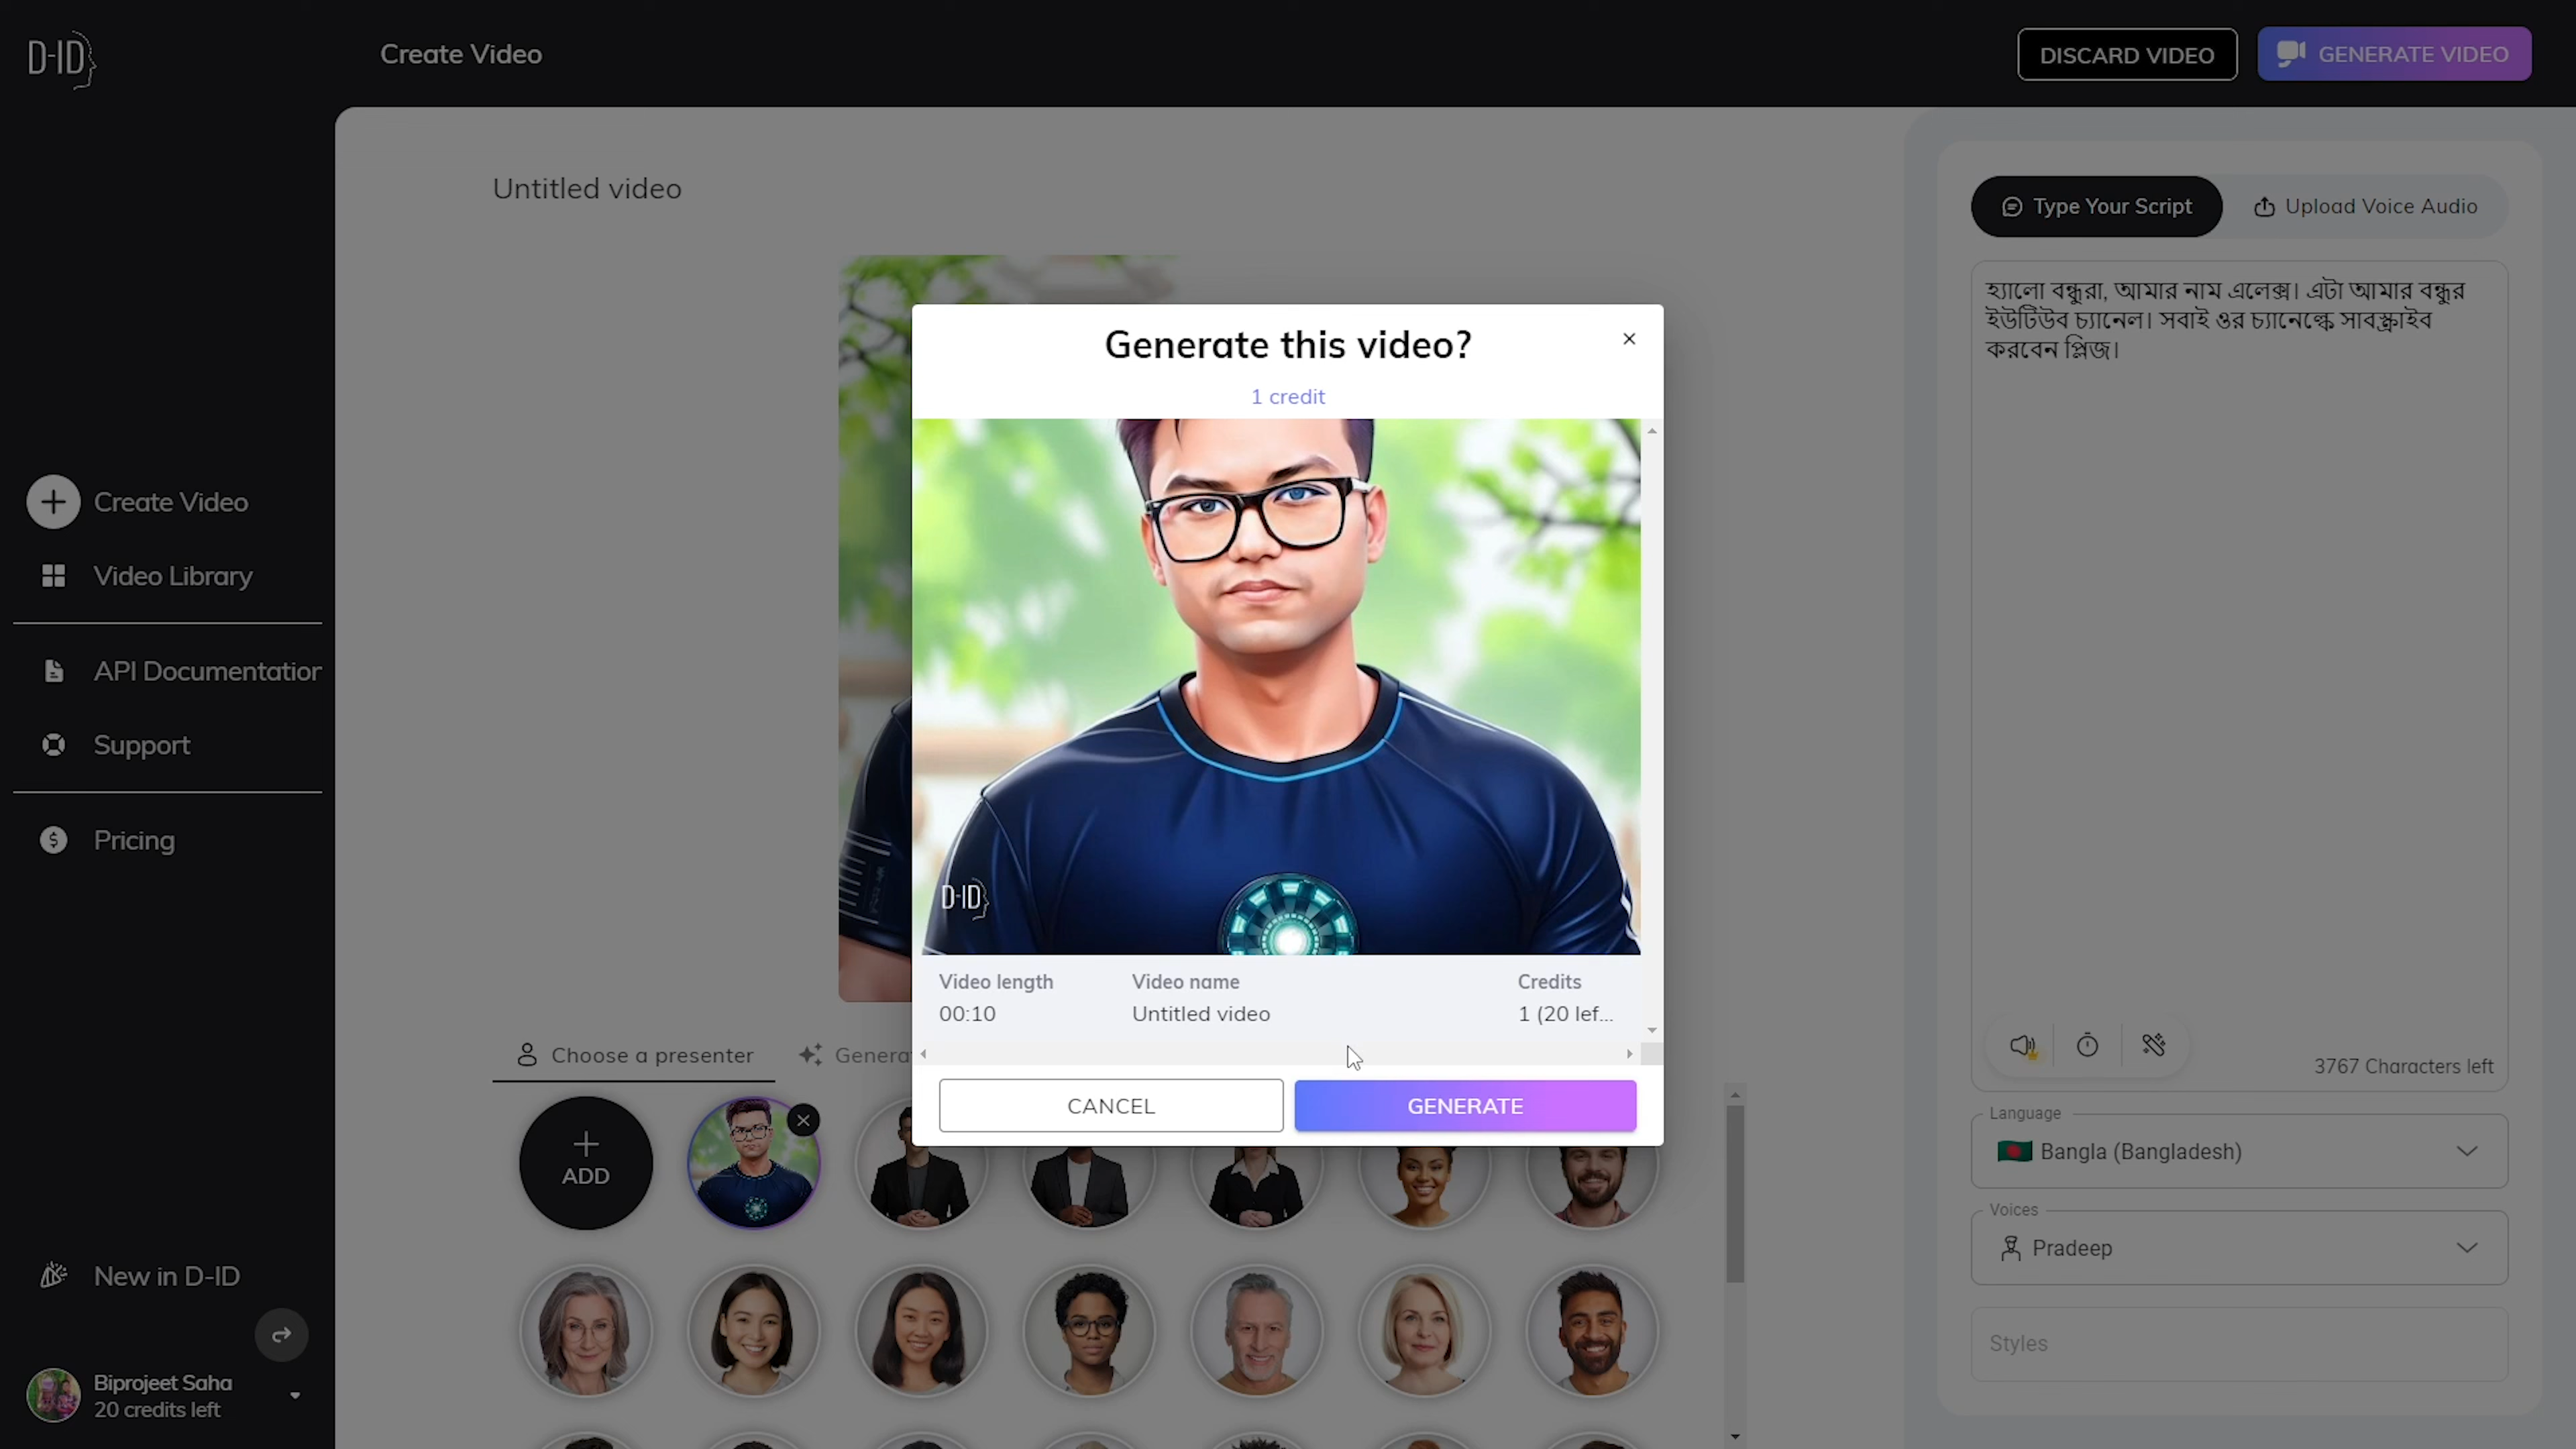 D-ID
Create Video
DISCARD VIDEO
GENERATE VIDEO
Untitled video
Type Your Script
Upload Voice Audio
হ্যালো বন্ধুরা, আমার নাম এলেক্স। এটা আমার বন্ধুর
ইউটিউব চ্যানেল। সবাই ওর চ্যানেল্কে সাবস্ক্রাইব
করবেন প্লিজ।
Generate this video?
1 credit
D-ID
Video length
Video name
Credits
00:10
Untitled video
1 (20 lef...
CANCEL
GENERATE
Create Video
Video Library
API Documentation
Support
Pricing
Choose a presenter
Genera
ADD
3767 Characters left
Language
Bangla (Bangladesh)
Voices
Pradeep
Styles
New in D-ID
Biprojeet Saha
20 credits left